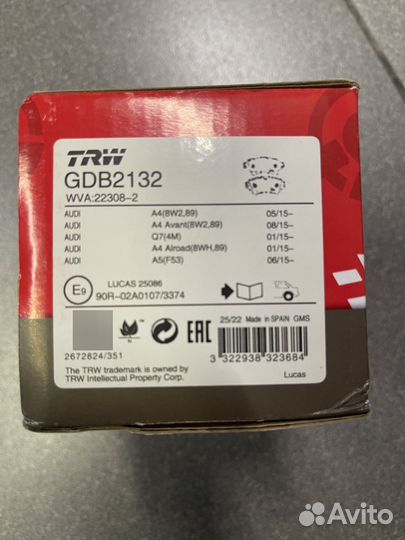 TRW
GDB2132
WVA:22308-2
AUDI A4(8W2,89) 05/15-
AUDI A4 Avant(8W2,89) 08/15-
AUDI Q7(4M) 01/15-
AUDI A4 Alroad(8WH,89) 01/15-
AUDI A5(F53) 06/15-
E9
LUCAS 25086
90R-02A0107/3374
EAC
25/22 Made in SPAIN GMS
2672824/351
3 322938 323684
The TRW trademark is owned by
TRW Intellectual Property Corp.
Lucas
Avito